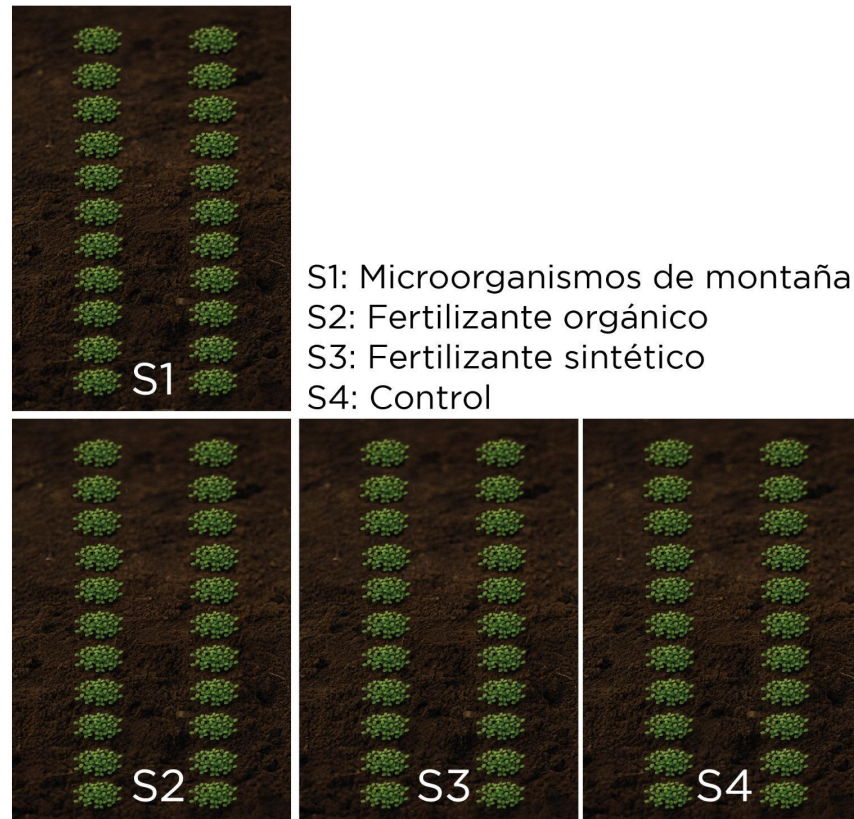 S1
S1: Microorganismos de montaña
S2: Fertilizante orgánico
S3: Fertilizante sintético
S4: Control
S2
S3
S4